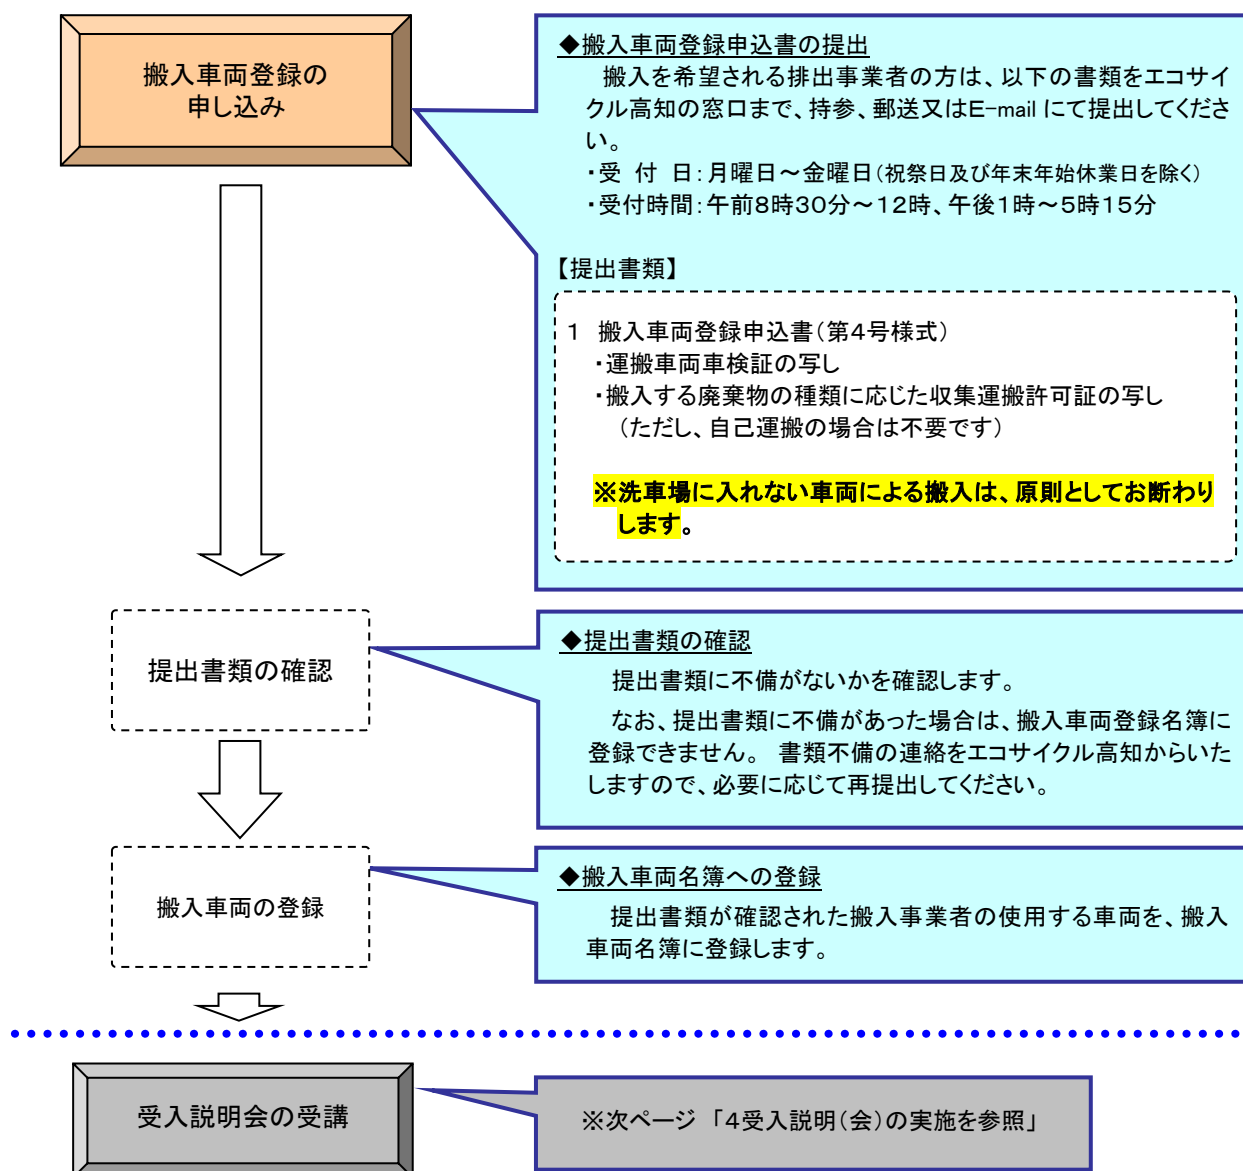 搬入車両登録の
申し込み
◆搬入車両登録申込書の提出
搬入を希望される排出事業者の方は、以下の書類をエコサイ
クル高知の窓口まで、持参、郵送又はE-mail にて提出してくださ
い。
・受 付 日：月曜日～金曜日（祝祭日及び年末年始休業日を除く）
・受付時間：午前８時３０分～１２時、午後１時～５時１５分
【提出書類】
１ 搬入車両登録申込書（第４号様式）
・運搬車両車検証の写し
・搬入する廃棄物の種類に応じた収集運搬許可証の写し
（ただし、自己運搬の場合は不要です）
※洗車場に入れない車両による搬入は、原則としてお断わり
します。
提出書類の確認
◆提出書類の確認
提出書類に不備がないかを確認します。
なお、提出書類に不備があった場合は、搬入車両登録名簿に
登録できません。 書類不備の連絡をエコサイクル高知からいた
しますので、必要に応じて再提出してください。
搬入車両の登録
◆搬入車両名簿への登録
提出書類が確認された搬入事業者の使用する車両を、搬入
車両名簿に登録します。
受入説明会の受講
※次ページ 「４受入説明（会）の実施を参照」